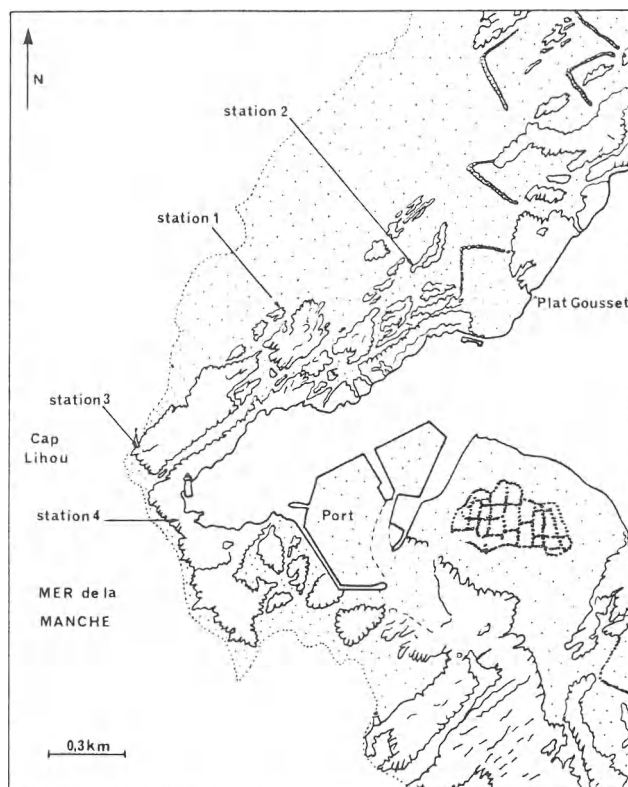 N
station 2
station 1
Plat Gousset
station 3
Cap
Lihou
station 4
Port
MER de la
MANCHE
0,3 km